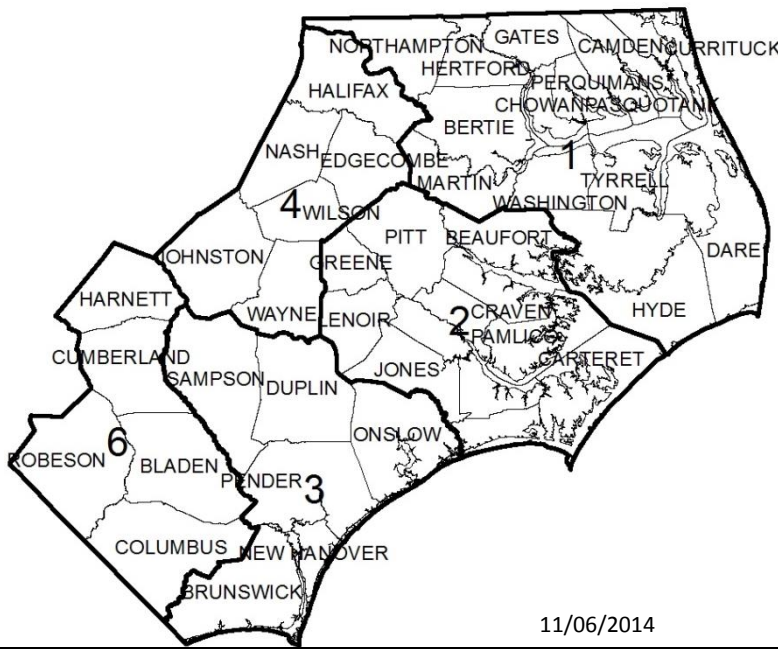 GATES
NORTHAMPTON
CAMDEN
CURRITUCK
HERTFORD
PERQUIMANS
HALIFAX
CHOWAN
PASQUOTANK
BERTIE
NASH
EDGECOMBE
1
MARTIN
TYRRELL
WASHINGTON
4
WILSON
PITT
BEAUFORT
DARE
JOHNSTON
GREENE
HARNETT
WAYNE
LENOIR
2
CRAVEN
HYDE
PAMLICO
CUMBERLAND
JONES
CARTERET
SAMPSON
DUPLIN
ONSLOW
6
ROBESON
BLADEN
PENDER
3
COLUMBUS
NEW HANOVER
BRUNSWICK
11/06/2014